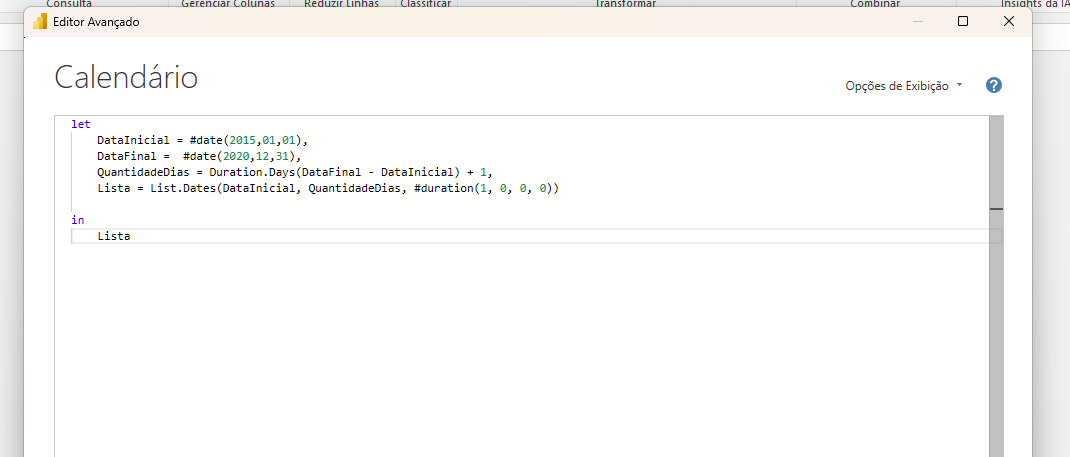 Consulta Gerenciar Colunas Reduzir Linhas Classificar Transformar Combinar Insights da IA
Editor Avançado
Calendário
Opções de Exibição
let
DataInicial = #date(2015,01,01),
DataFinal =  #date(2020,12,31),
QuantidadeDias = Duration.Days(DataFinal - DataInicial) + 1,
Lista = List.Dates(DataInicial, QuantidadeDias, #duration(1, 0, 0, 0))
in
Lista